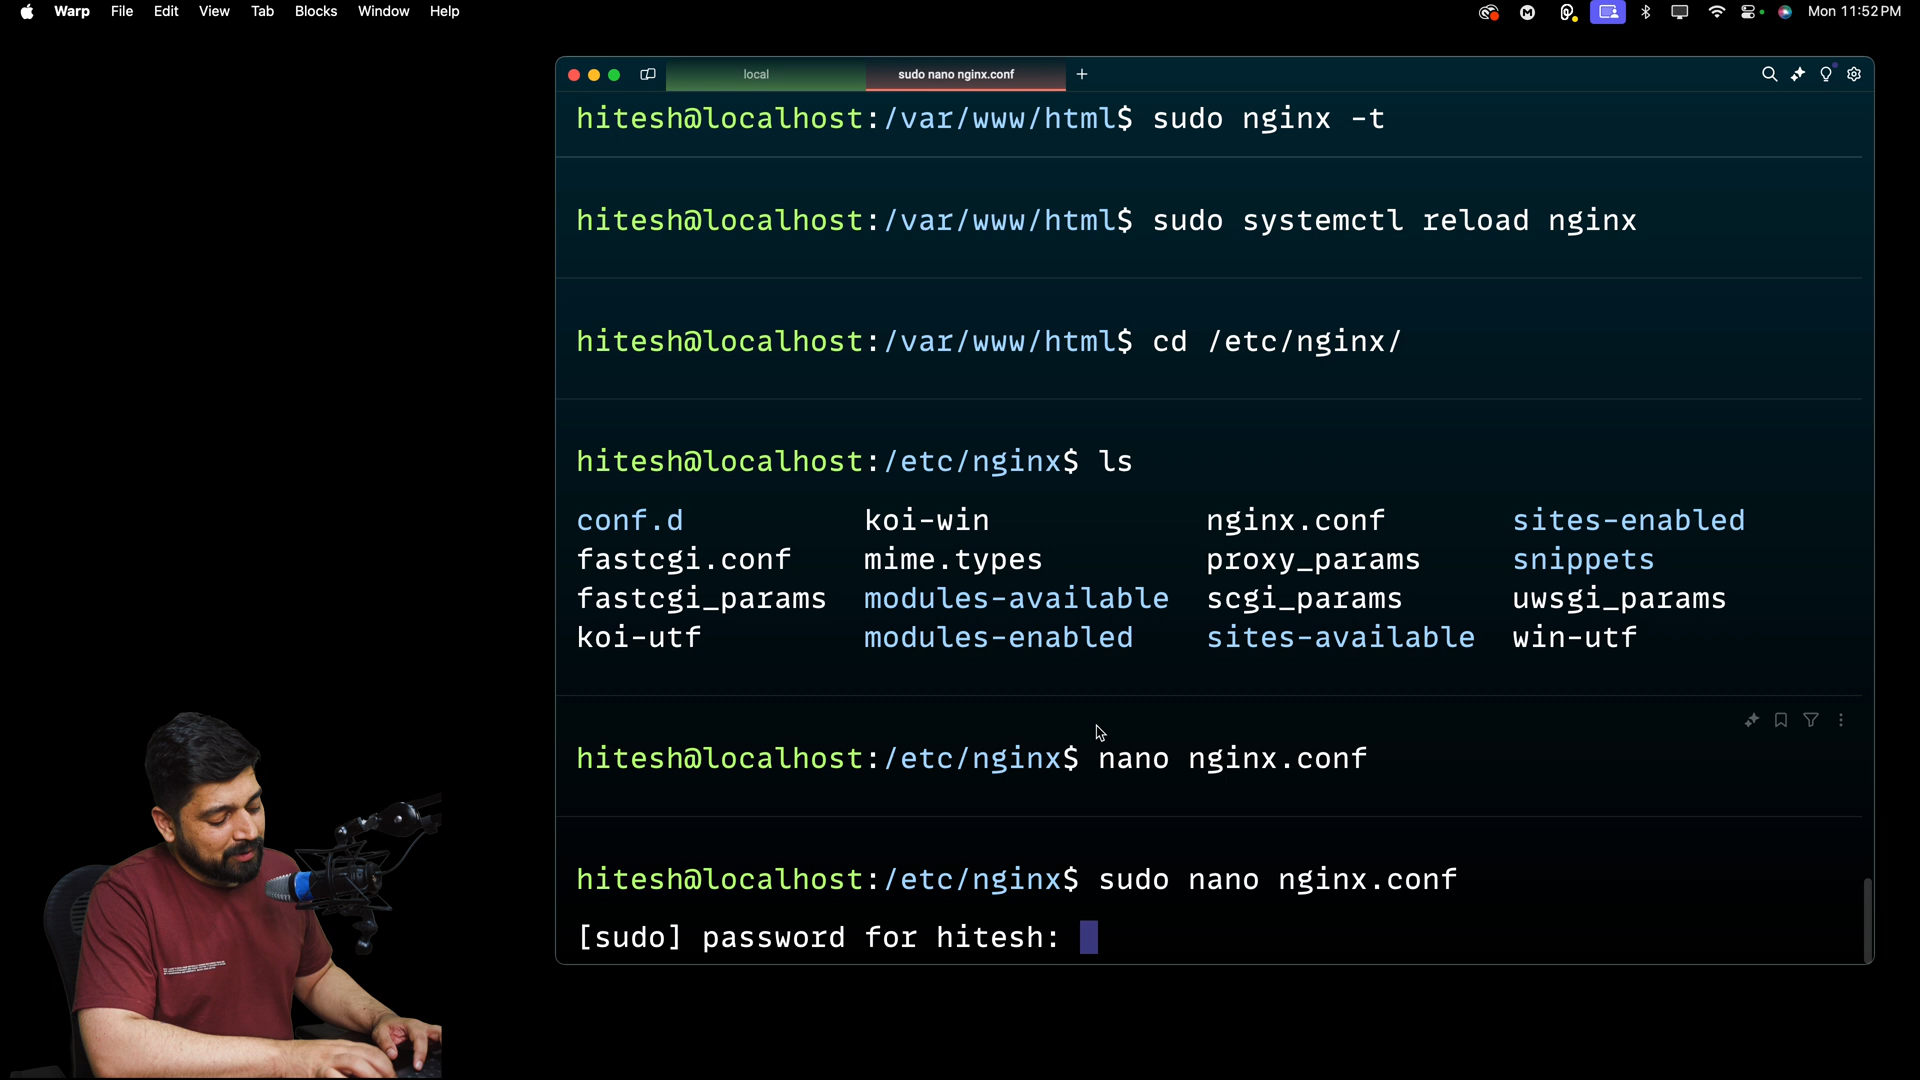 Warp File Edit View Tab Blocks Window Help
Mon 11:52 PM
local
sudo nano nginx.conf
hitesh@localhost:/var/www/html$ sudo nginx -t
hitesh@localhost:/var/www/html$ sudo systemctl reload nginx
hitesh@localhost:/var/www/html$ cd /etc/nginx/
hitesh@localhost:/etc/nginx$ ls
conf.d koi-win nginx.conf sites-enabled
fastcgi.conf mime.types proxy_params snippets
fastcgi_params modules-available scgi_params uwsgi_params
koi-utf modules-enabled sites-available win-utf
hitesh@localhost:/etc/nginx$ nano nginx.conf
hitesh@localhost:/etc/nginx$ sudo nano nginx.conf
[sudo] password for hitesh: